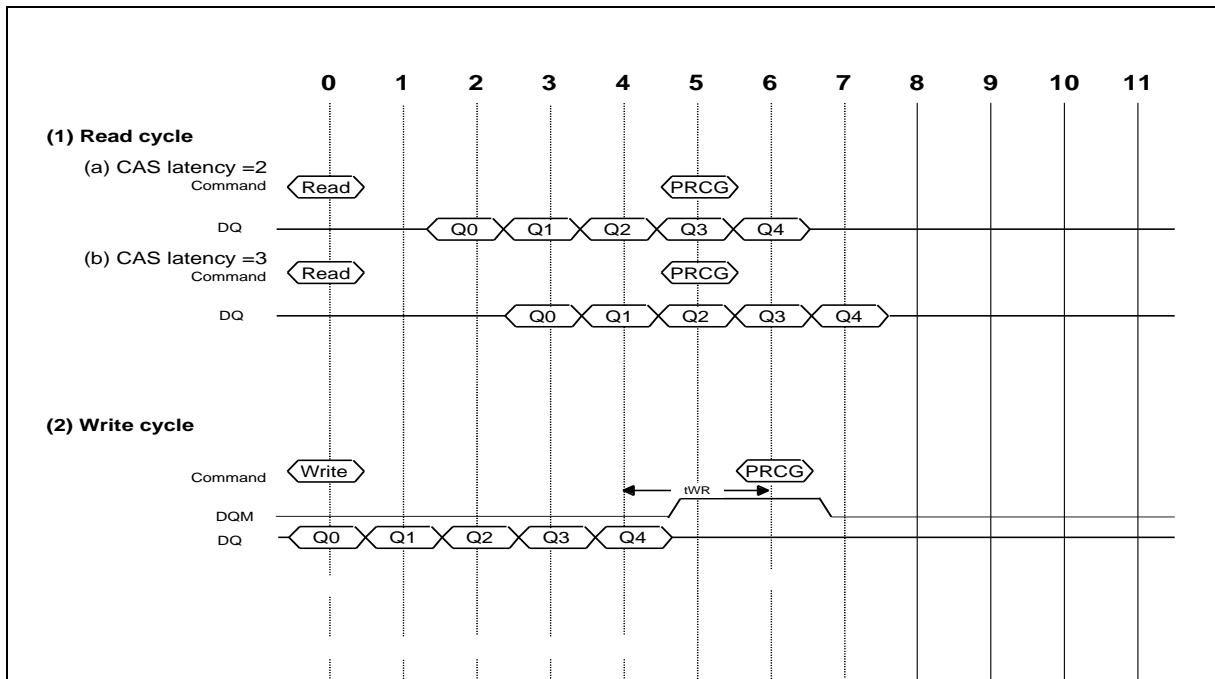 0 1 2 3 4 5 6 7 8 9 10 11
(1) Read cycle
(a) CAS latency =2
Command Read PRCG
DQ Q0 Q1 Q2 Q3 Q4
(b) CAS latency =3
Command Read PRCG
DQ Q0 Q1 Q2 Q3 Q4
(2) Write cycle
Command Write PRCG
tWR
DQM
DQ Q0 Q1 Q2 Q3 Q4